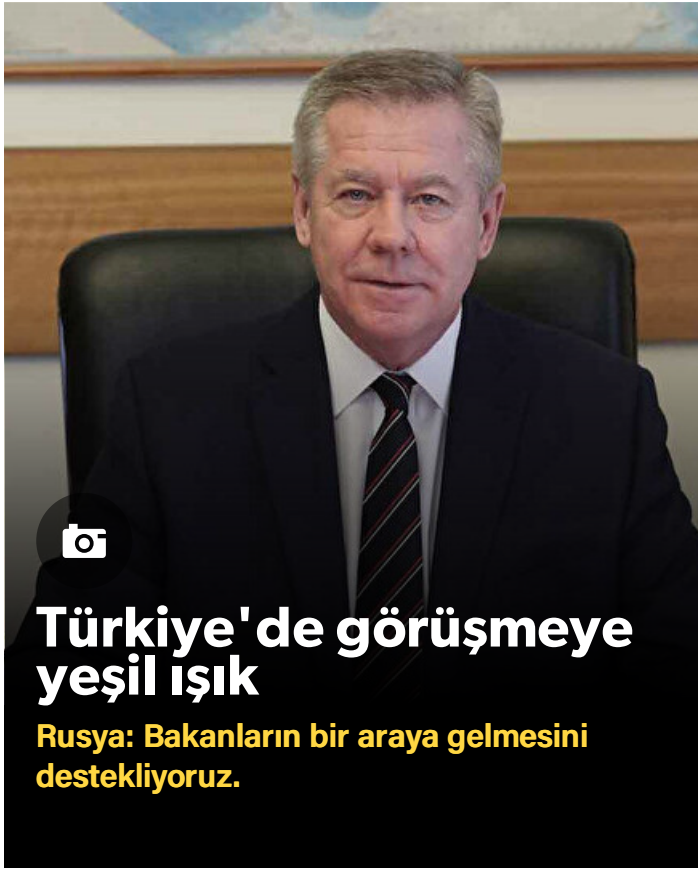 Türkiye'de görüşmeye
yeşil ışık
Rusya: Bakanların bir araya gelmesini
destekliyoruz.